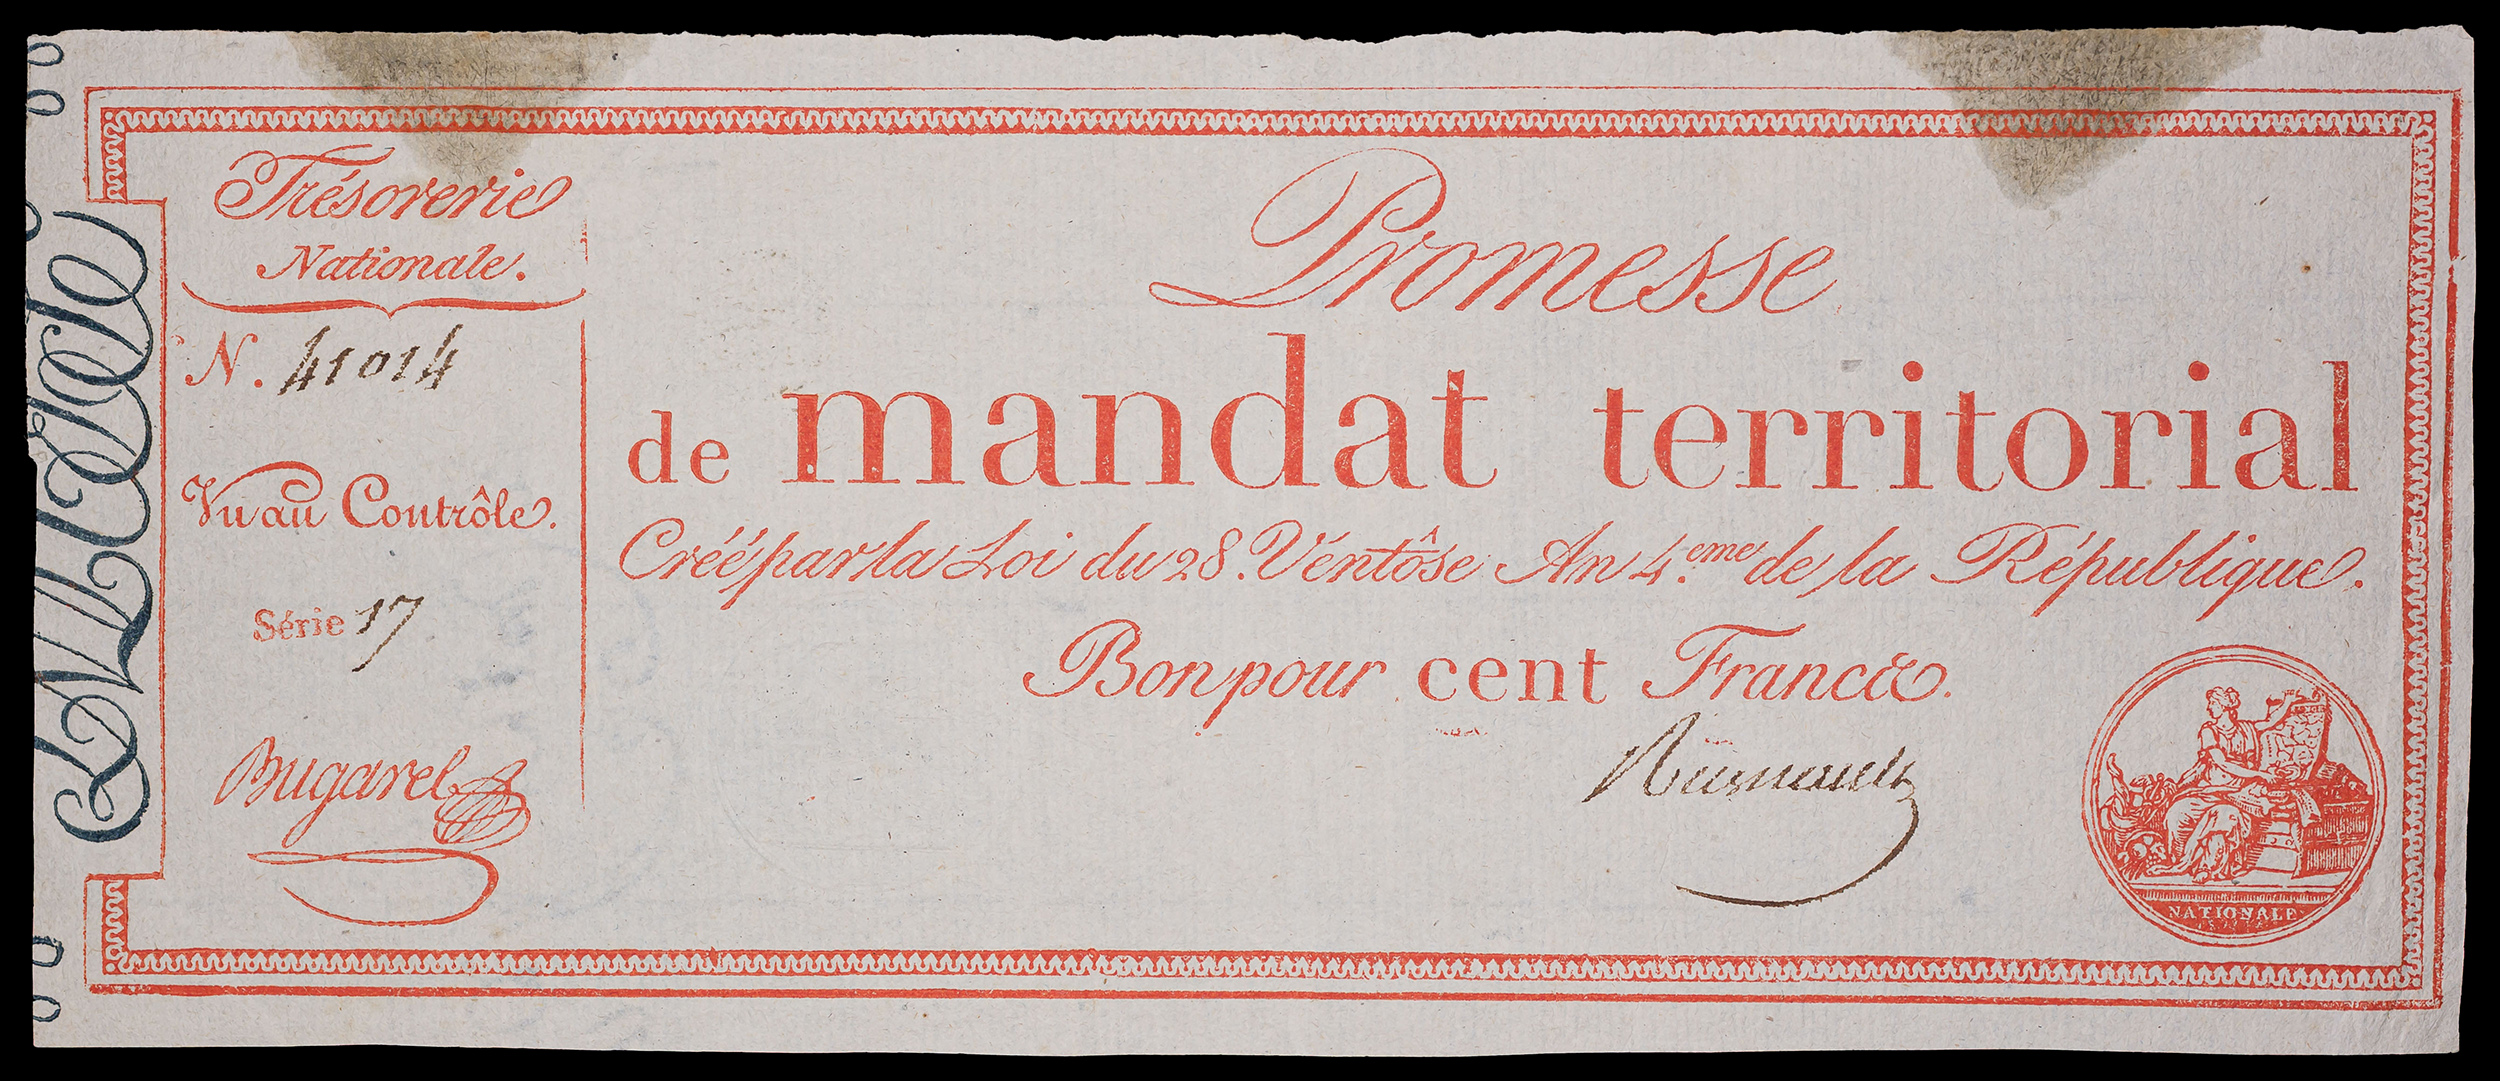 Trésorerie
Nationale.
N. 41014
Vu au Contrôle.
Série 17
Bugarel
Promesse
de mandat territorial
Créé par la Loi du 28. Véntôse An 4.eme de la République.
Bon pour cent Francs.
NATIONALE